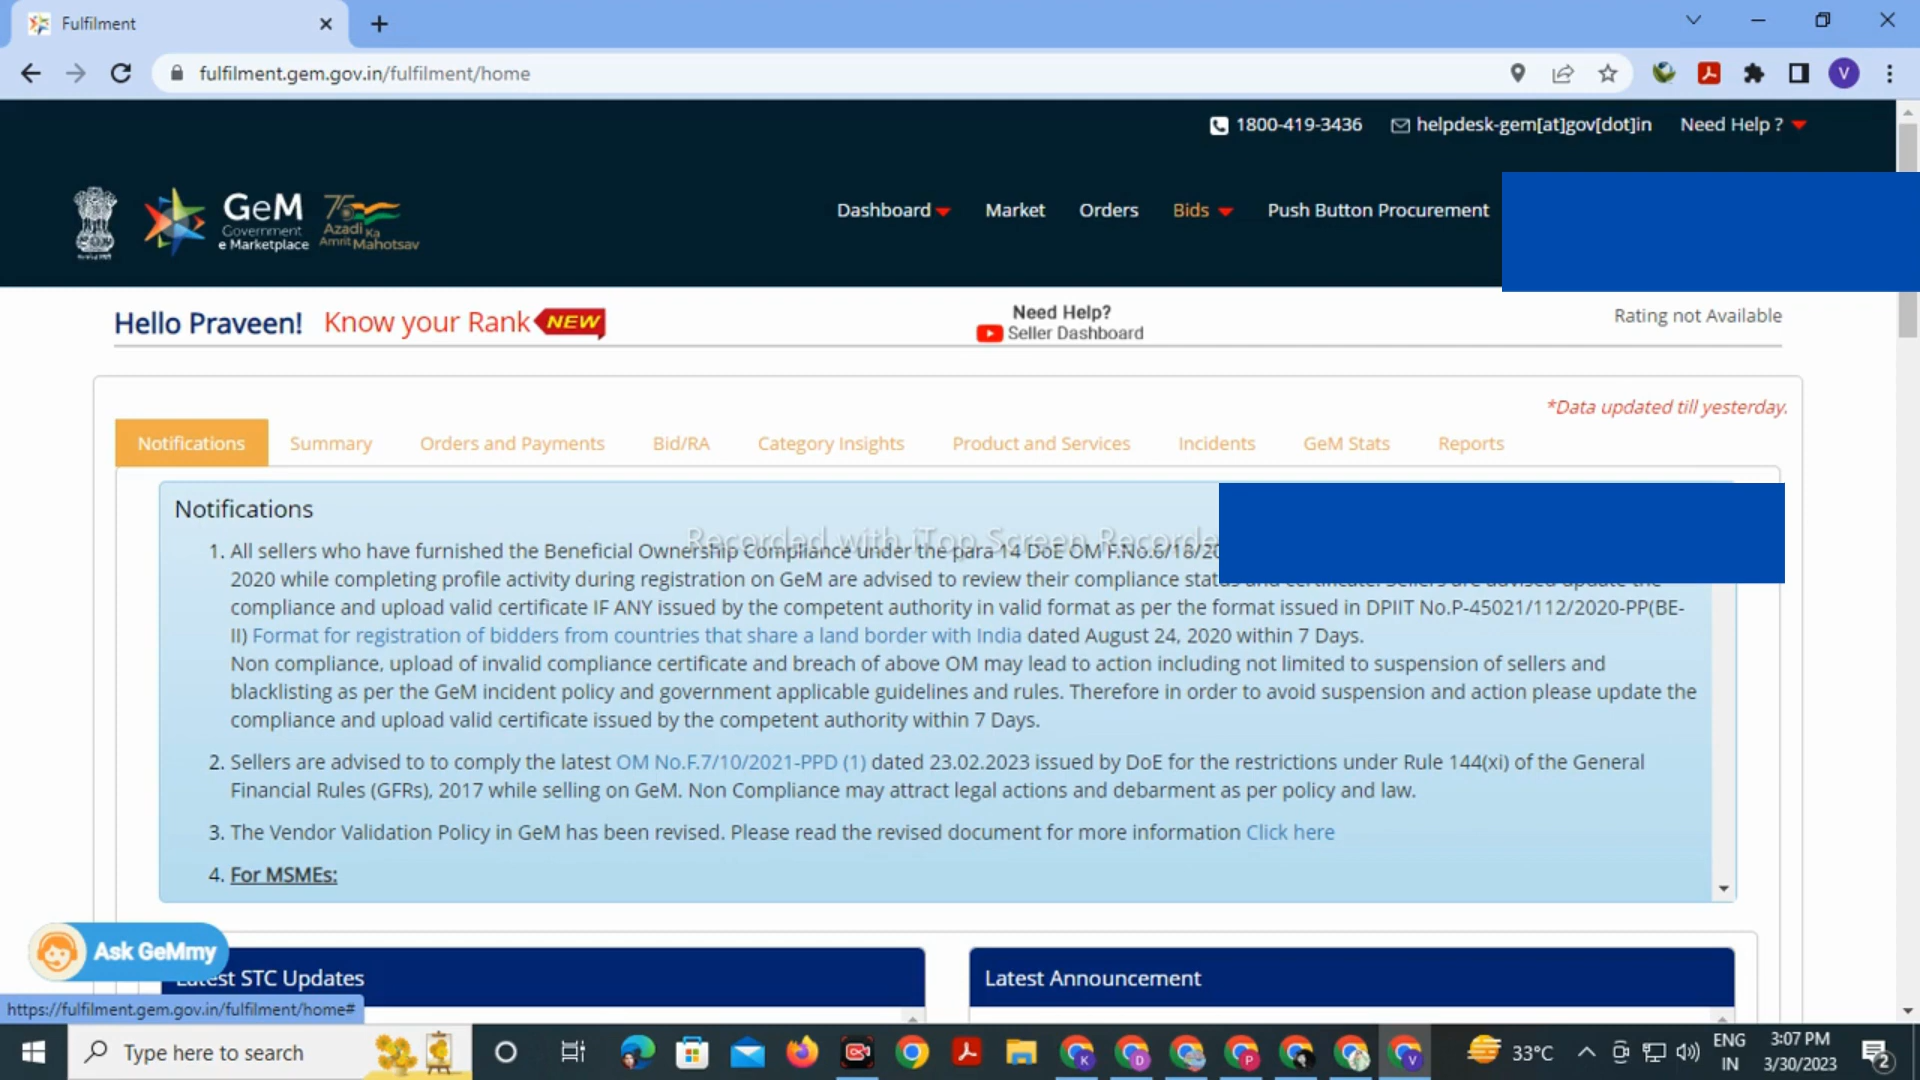 Fulfilment
fulfilment.gem.gov.in/fulfilment/home
V
1800-419-3436 helpdesk-gem[at]gov[dot]in Need Help ?
GeM
Government
e Marketplace
75
Azadi Ka
Amrit Mahotsav
Dashboard Market Orders Bids Push Button Procurement
Hello Praveen! Know your Rank NEW
Need Help?
Seller Dashboard
Rating not Available
*Data updated till yesterday.
Notifications Summary Orders and Payments Bid/RA Category Insights Product and Services Incidents GeM Stats Reports
Notifications
Recorded with iTop Screen Recorde
1. All sellers who have furnished the Beneficial Ownership Compliance under the para 14 DoE OM F.No.6/18/20
2020 while completing profile activity during registration on GeM are advised to review their compliance status and certificate. Sellers are advised update the
compliance and upload valid certificate IF ANY issued by the competent authority in valid format as per the format issued in DPIIT No.P-45021/112/2020-PP(BE-
II) Format for registration of bidders from countries that share a land border with India dated August 24, 2020 within 7 Days.
Non compliance, upload of invalid compliance certificate and breach of above OM may lead to action including not limited to suspension of sellers and
blacklisting as per the GeM incident policy and government applicable guidelines and rules. Therefore in order to avoid suspension and action please update the
compliance and upload valid certificate issued by the competent authority within 7 Days.
2. Sellers are advised to to comply the latest OM No.F.7/10/2021-PPD (1) dated 23.02.2023 issued by DoE for the restrictions under Rule 144(xi) of the General
Financial Rules (GFRs), 2017 while selling on GeM. Non Compliance may attract legal actions and debarment as per policy and law.
3. The Vendor Validation Policy in GeM has been revised. Please read the revised document for more information Click here
4. For MSMEs:
Ask GeMmy
Latest STC Updates
Latest Announcement
https://fulfilment.gem.gov.in/fulfilment/home#
Type here to search
K D P V
33°C
ENG
IN
3:07 PM
3/30/2023
2